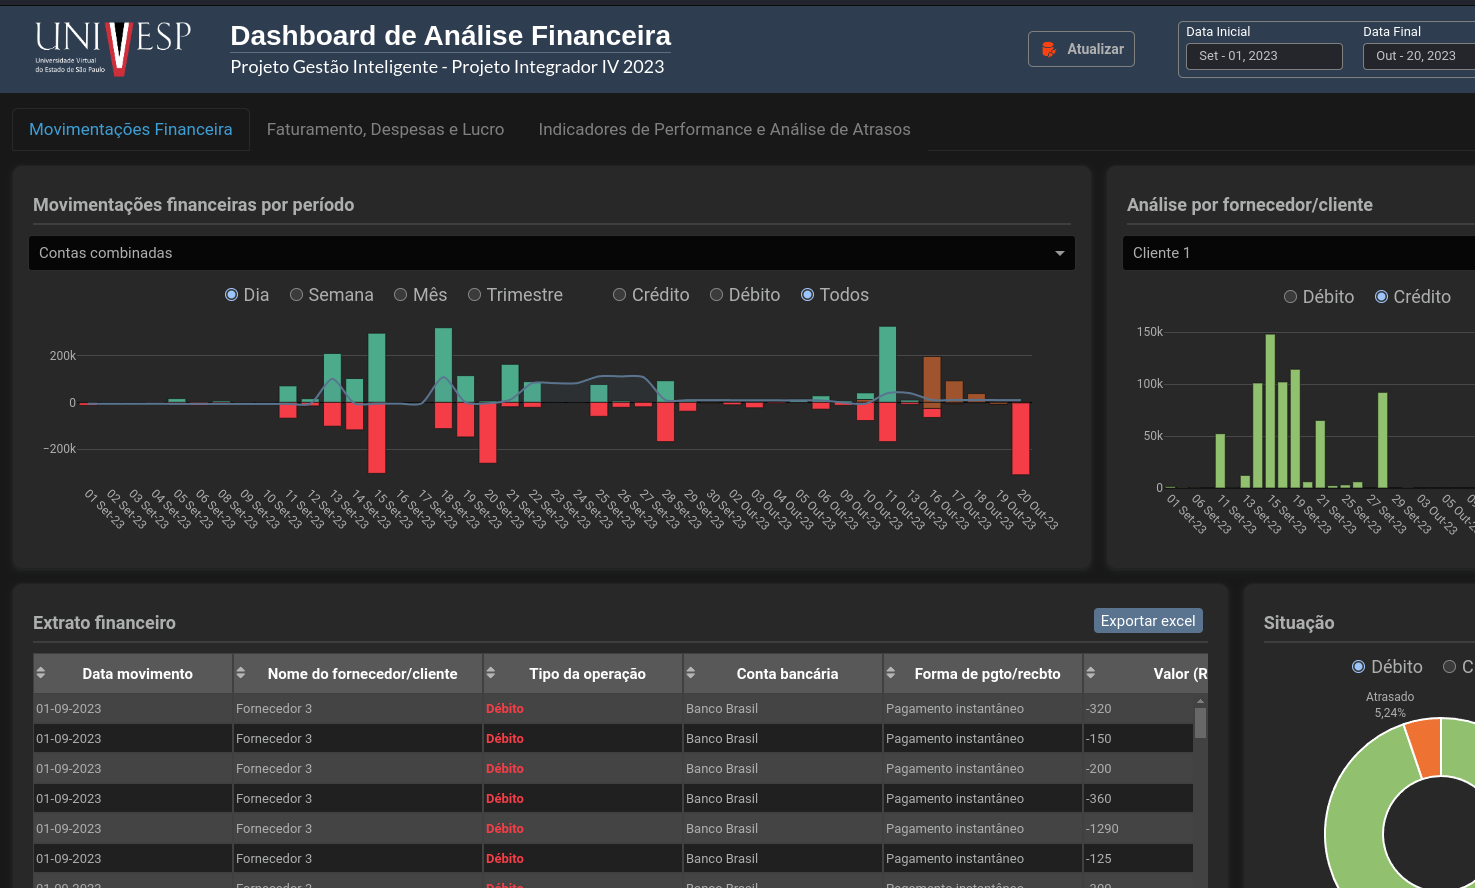 UNIVESP
Universidade Virtual
do Estado de São Paulo
Dashboard de Análise Financeira
Projeto Gestão Inteligente - Projeto Integrador IV 2023
Atualizar
Data Inicial
Set - 01, 2023
Data Final
Out - 20, 2023
Movimentações Financeira
Faturamento, Despesas e Lucro
Indicadores de Performance e Análise de Atrasos
Movimentações financeiras por período
Contas combinadas
Dia Semana Mês Trimestre Crédito Débito Todos
200k
0
−200k
01 Set-23
02 Set-23
03 Set-23
04 Set-23
05 Set-23
06 Set-23
08 Set-23
09 Set-23
10 Set-23
11 Set-23
12 Set-23
13 Set-23
14 Set-23
15 Set-23
16 Set-23
17 Set-23
18 Set-23
19 Set-23
20 Set-23
21 Set-23
22 Set-23
23 Set-23
24 Set-23
25 Set-23
26 Set-23
27 Set-23
28 Set-23
29 Set-23
30 Set-23
02 Out-23
03 Out-23
04 Out-23
05 Out-23
06 Out-23
09 Out-23
10 Out-23
11 Out-23
13 Out-23
16 Out-23
17 Out-23
18 Out-23
19 Out-23
20 Out-23
Análise por fornecedor/cliente
Cliente 1
Débito Crédito
150k
100k
50k
0
01 Set-23
06 Set-23
11 Set-23
13 Set-23
15 Set-23
19 Set-23
21 Set-23
25 Set-23
27 Set-23
29 Set-23
03 Out-23
05 Out-2
Extrato financeiro
Exportar excel
Data movimento Nome do fornecedor/cliente Tipo da operação Conta bancária Forma de pgto/recbto Valor (R
01-09-2023 Fornecedor 3 Débito Banco Brasil Pagamento instantâneo -320
01-09-2023 Fornecedor 3 Débito Banco Brasil Pagamento instantâneo -150
01-09-2023 Fornecedor 3 Débito Banco Brasil Pagamento instantâneo -200
01-09-2023 Fornecedor 3 Débito Banco Brasil Pagamento instantâneo -360
01-09-2023 Fornecedor 3 Débito Banco Brasil Pagamento instantâneo -1290
01-09-2023 Fornecedor 3 Débito Banco Brasil Pagamento instantâneo -125
Situação
Débito C
Atrasado
5,24%